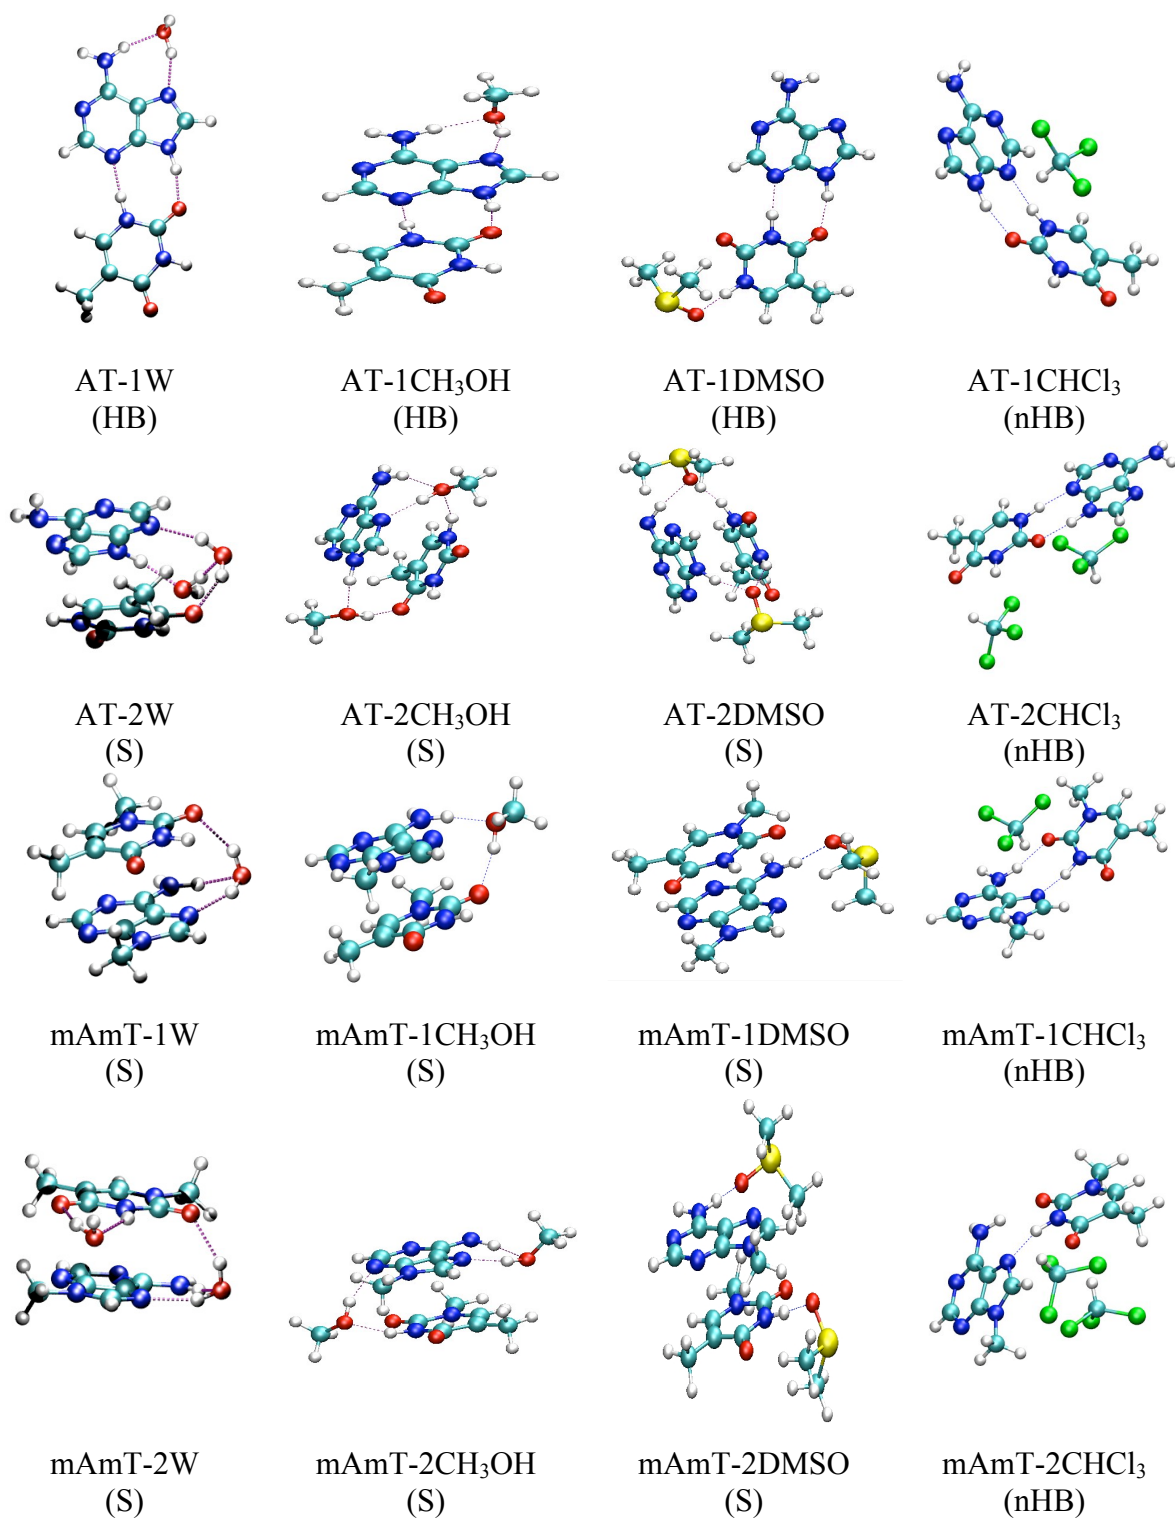 AT-1W AT-1CH₃OH AT-1DMSO AT-1CHCl₃
(HB) (HB) (HB) (nHB)
AT-2W AT-2CH₃OH AT-2DMSO AT-2CHCl₃
(S) (S) (S) (nHB)
mAmT-1W mAmT-1CH₃OH mAmT-1DMSO mAmT-1CHCl₃
(S) (S) (S) (nHB)
mAmT-2W mAmT-2CH₃OH mAmT-2DMSO mAmT-2CHCl₃
(S) (S) (S) (nHB)